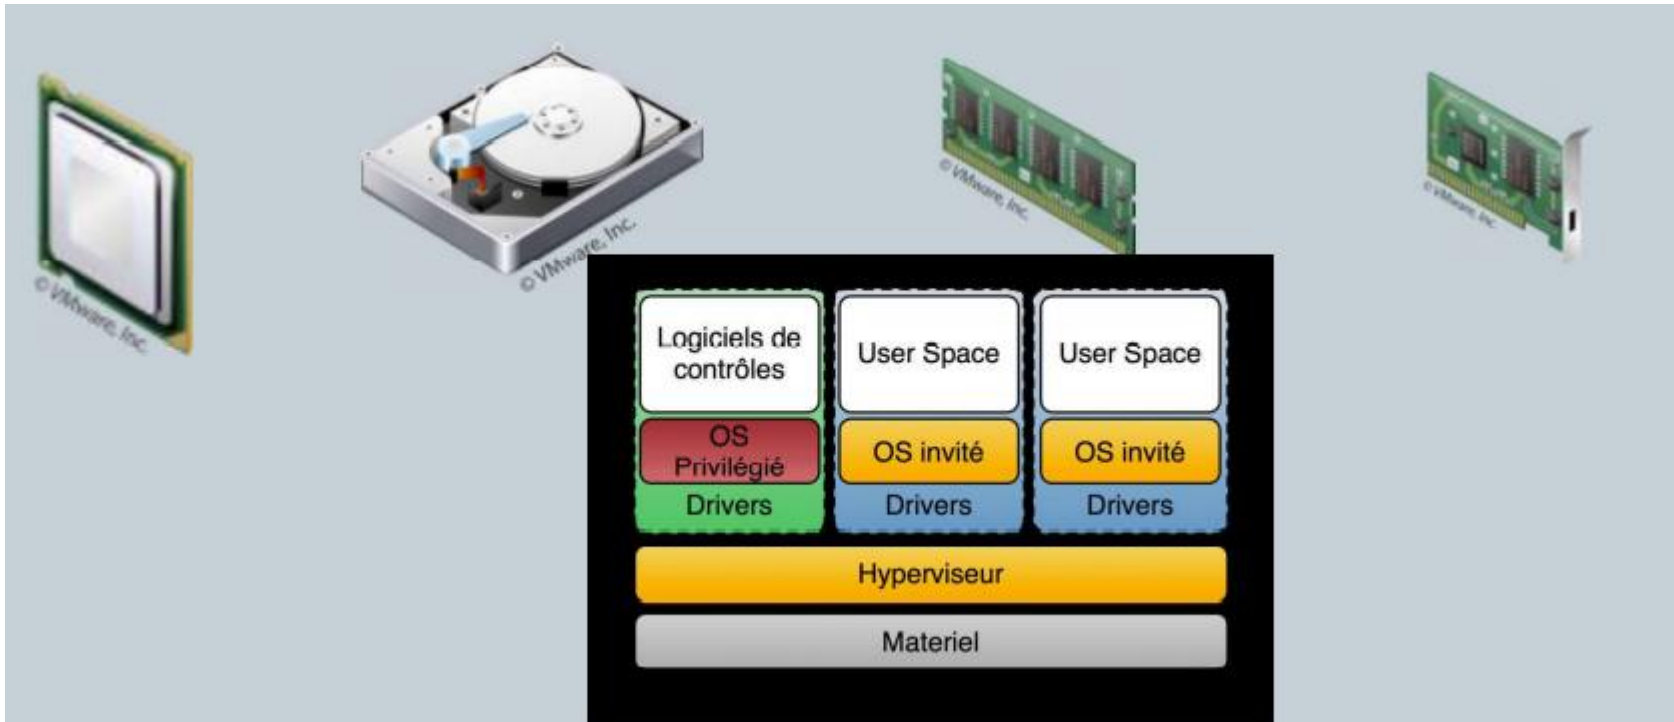 © VMware, Inc.
© VMware, Inc.
© VMware, Inc.
© VMware, Inc.
Logiciels de
contrôles
User Space
User Space
OS
Privilégié
OS invité
OS invité
Drivers
Drivers
Drivers
Hyperviseur
Materiel